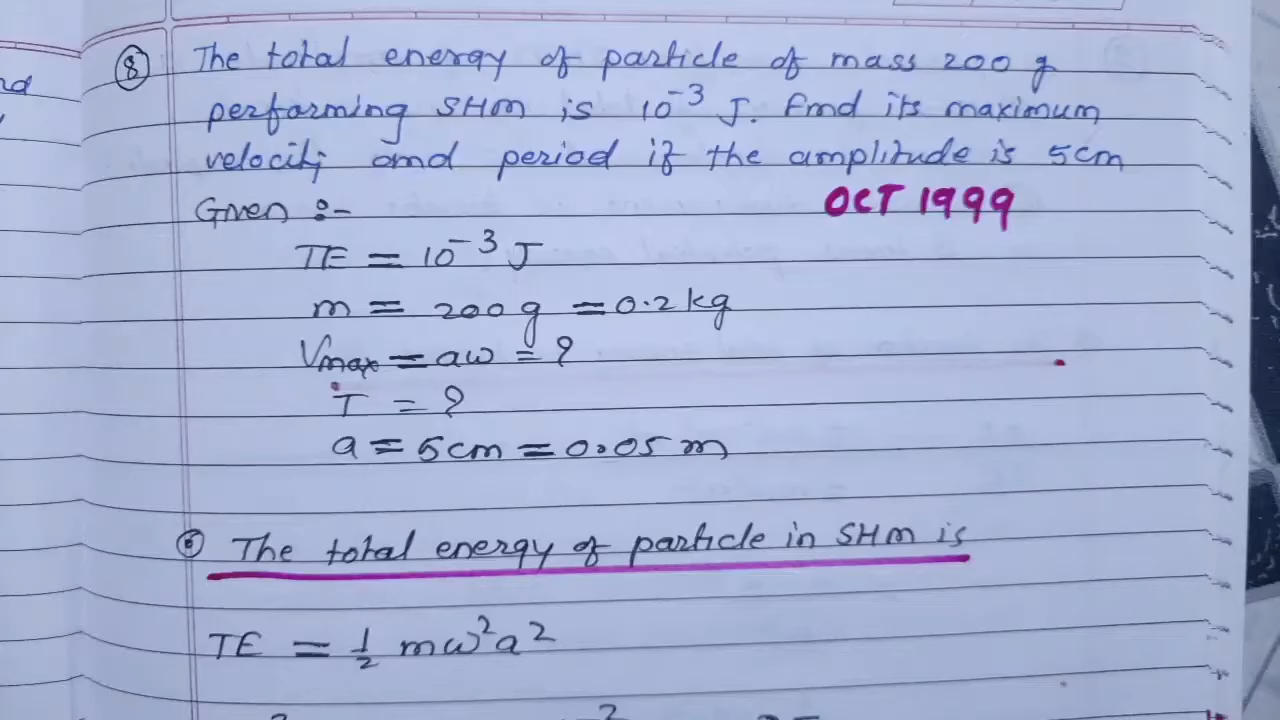 nd
⑧ The total energy of particle of mass 200 g
performing SHM is 10⁻³ J. Find its maximum
velocity and period if the amplitude is 5cm
OCT 1999
Given :-
TE = 10⁻³ J
m = 200 g = 0.2 kg
Vmax = aω = ?
T = ?
a = 5cm = 0.05 m
The total energy of particle in SHM is
TE = ½ mω²a²